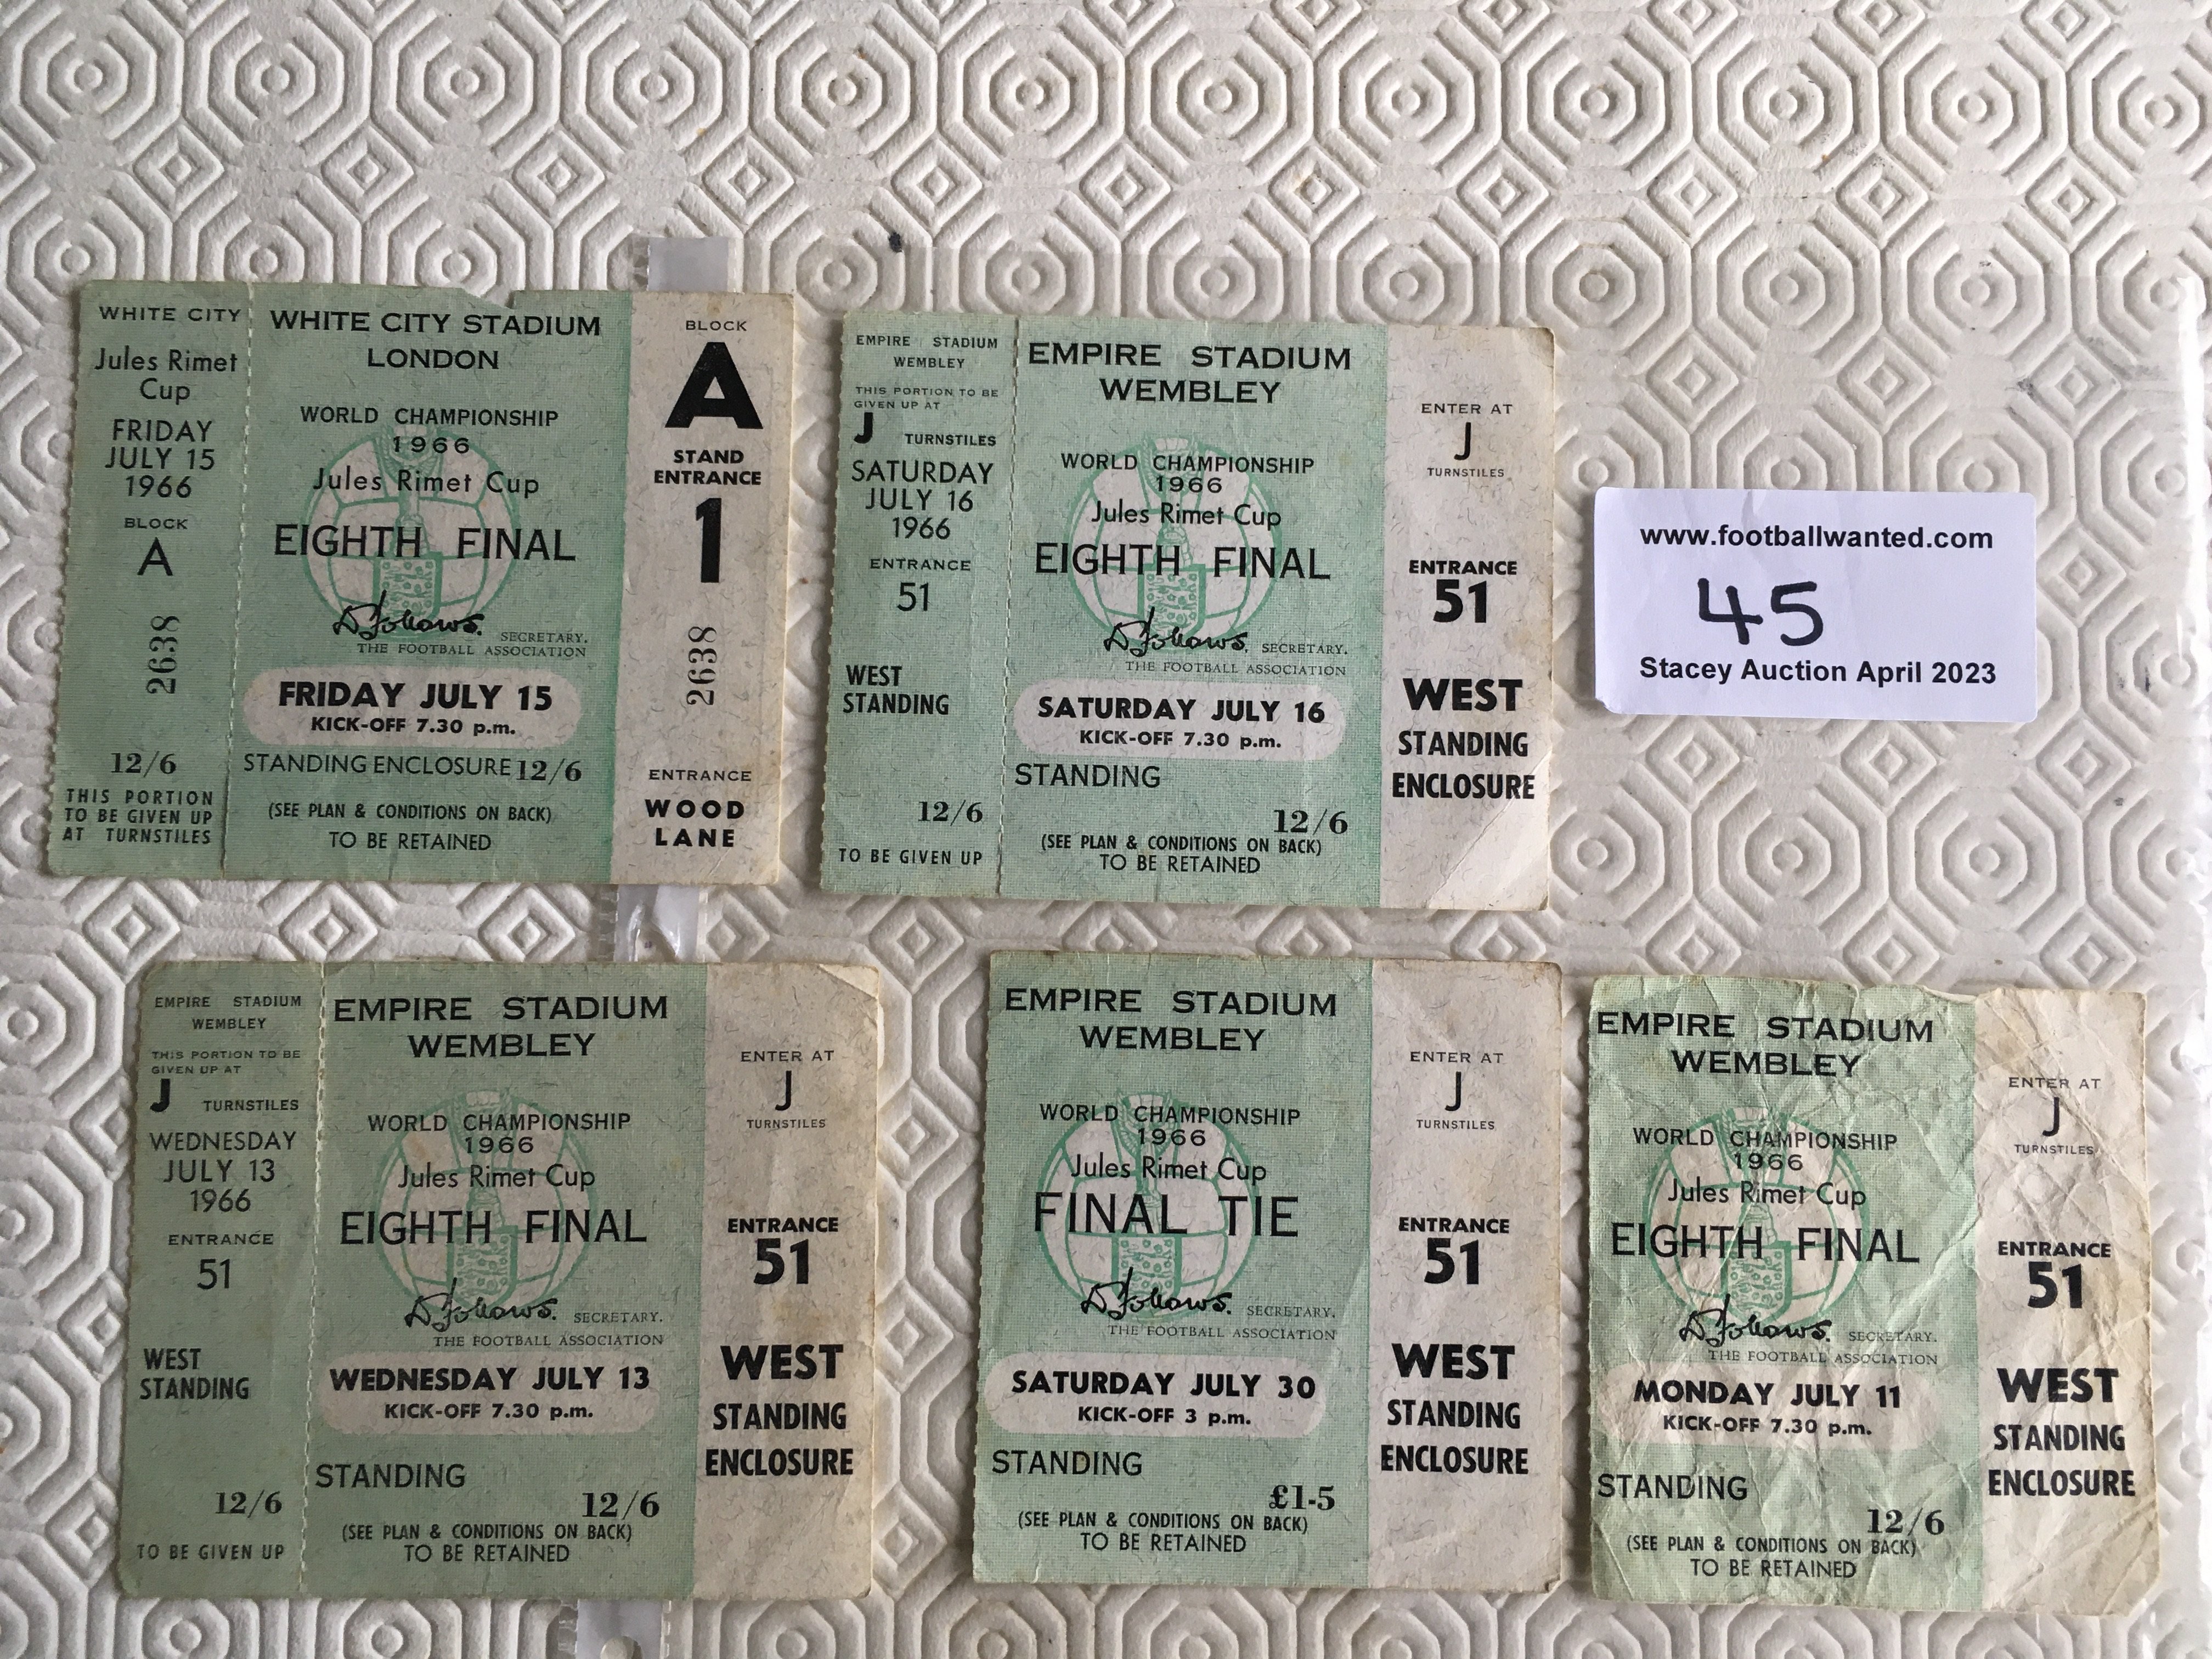 WHITE CITY
Jules Rimet
Cup
FRIDAY
JULY 15
1966
BLOCK
A
2638
12/6
THIS PORTION
TO BE GIVEN UP
AT TURNSTILES
WHITE CITY STADIUM
LONDON
WORLD CHAMPIONSHIP
1966
Jules Rimet Cup
EIGHTH FINAL
D Follows. SECRETARY.
THE FOOTBALL ASSOCIATION
FRIDAY JULY 15
KICK-OFF 7.30 p.m.
STANDING ENCLOSURE 12/6
(SEE PLAN & CONDITIONS ON BACK)
TO BE RETAINED
BLOCK
A
STAND
ENTRANCE
1
2638
ENTRANCE
WOOD
LANE
EMPIRE STADIUM
WEMBLEY
THIS PORTION TO BE
GIVEN UP AT
J TURNSTILES
SATURDAY
JULY 16
1966
ENTRANCE
51
WEST
STANDING
12/6
TO BE GIVEN UP
EMPIRE STADIUM
WEMBLEY
WORLD CHAMPIONSHIP
1966
Jules Rimet Cup
EIGHTH FINAL
D Follows. SECRETARY.
THE FOOTBALL ASSOCIATION
SATURDAY JULY 16
KICK-OFF 7.30 p.m.
STANDING
12/6
(SEE PLAN & CONDITIONS ON BACK)
TO BE RETAINED
ENTER AT
J
TURNSTILES
ENTRANCE
51
WEST
STANDING
ENCLOSURE
www.footballwanted.com
45
Stacey Auction April 2023
EMPIRE STADIUM
WEMBLEY
THIS PORTION TO BE
GIVEN UP AT
J TURNSTILES
WEDNESDAY
JULY 13
1966
ENTRANCE
51
WEST
STANDING
12/6
TO BE GIVEN UP
EMPIRE STADIUM
WEMBLEY
WORLD CHAMPIONSHIP
1966
Jules Rimet Cup
EIGHTH FINAL
D Follows. SECRETARY.
THE FOOTBALL ASSOCIATION
WEDNESDAY JULY 13
KICK-OFF 7.30 p.m.
STANDING
12/6
(SEE PLAN & CONDITIONS ON BACK)
TO BE RETAINED
ENTER AT
J
TURNSTILES
ENTRANCE
51
WEST
STANDING
ENCLOSURE
EMPIRE STADIUM
WEMBLEY
WORLD CHAMPIONSHIP
1966
Jules Rimet Cup
FINAL TIE
D Follows. SECRETARY.
THE FOOTBALL ASSOCIATION
SATURDAY JULY 30
KICK-OFF 3 p.m.
STANDING
£1-5
(SEE PLAN & CONDITIONS ON BACK)
TO BE RETAINED
ENTER AT
J
TURNSTILES
ENTRANCE
51
WEST
STANDING
ENCLOSURE
EMPIRE STADIUM
WEMBLEY
WORLD CHAMPIONSHIP
1966
Jules Rimet Cup
EIGHTH FINAL
D Follows. SECRETARY.
THE FOOTBALL ASSOCIATION
MONDAY JULY 11
KICK-OFF 7.30 p.m.
STANDING
12/6
(SEE PLAN & CONDITIONS ON BACK)
TO BE RETAINED
ENTER AT
J
TURNSTILES
ENTRANCE
51
WEST
STANDING
ENCLOSURE